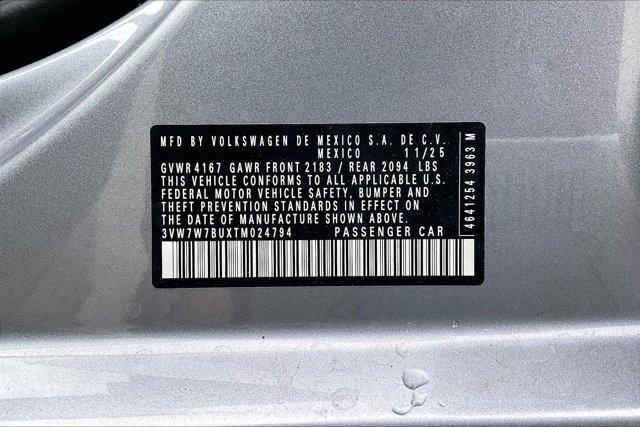 MFD BY VOLKSWAGEN DE MEXICO S.A. DE C.V.
MEXICO 11/25
GVWR 4167 GAWR FRONT 2183 / REAR 2094 LBS
THIS VEHICLE CONFORMS TO ALL APPLICABLE U.S.
FEDERAL MOTOR VEHICLE SAFETY, BUMPER AND
THEFT PREVENTION STANDARDS IN EFFECT ON
THE DATE OF MANUFACTURE SHOWN ABOVE.
3VW7W7BUXTM024794 PASSENGER CAR
4641254 3963 M